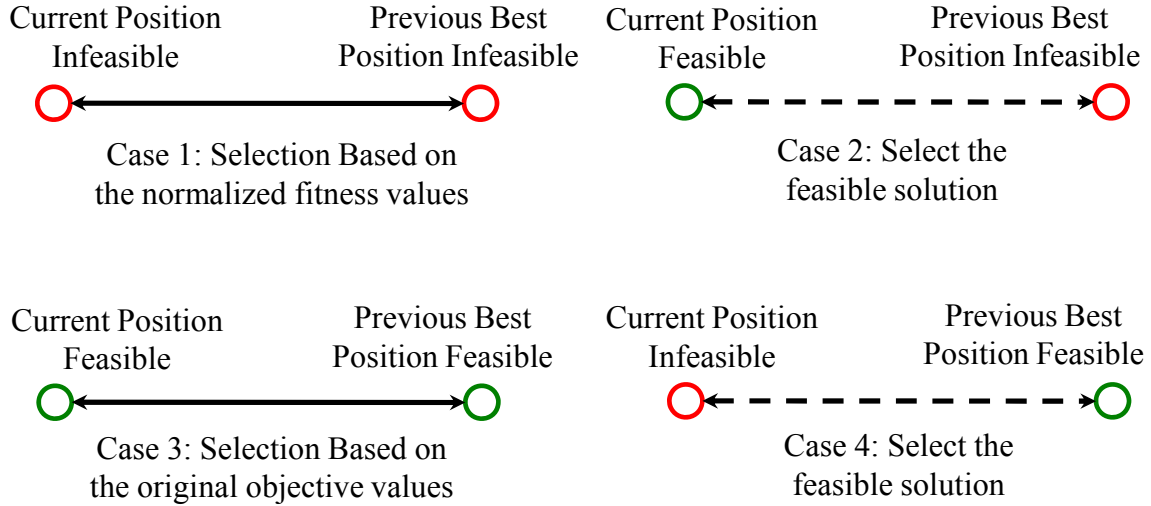 Current Position
Infeasible
Previous Best
Position Infeasible
Case 1: Selection Based on
the normalized fitness values
Current Position
Feasible
Previous Best
Position Infeasible
Case 2: Select the
feasible solution
Current Position
Feasible
Previous Best
Position Feasible
Case 3: Selection Based on
the original objective values
Current Position
Infeasible
Previous Best
Position Feasible
Case 4: Select the
feasible solution